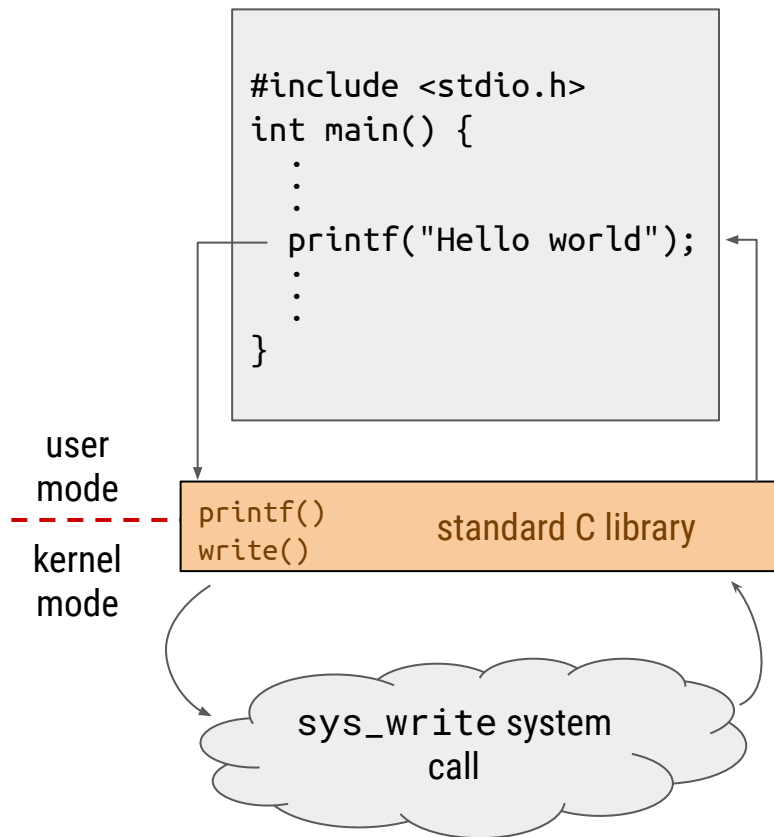 #include <stdio.h>
int main() {
.
.
.
printf("Hello world");
.
.
.
}
user
mode
printf()
standard C library
write()
kernel
mode
sys_write system
call